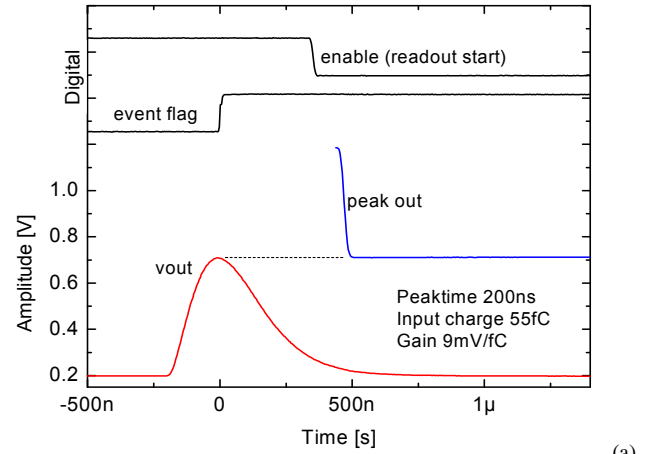 Digital
enable (readout start)
event flag
Amplitude [V]
1.0
0.8
0.6
0.4
0.2
peak out
vout
Peaktime 200ns
Input charge 55fC
Gain 9mV/fC
-500n
0
500n
1µ
Time [s]
(a)